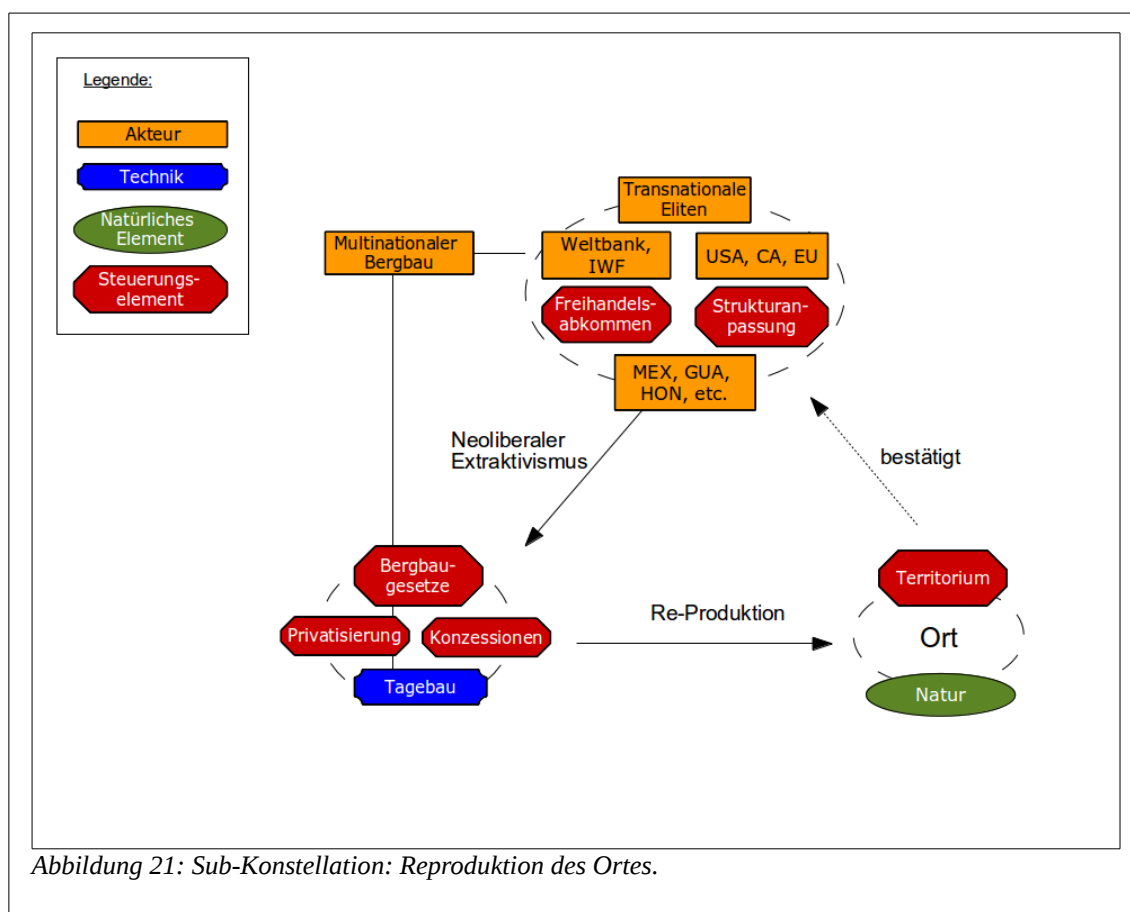 Legende:
Akteur
Technik
Natürliches
Element
Steuerungs-
element
Transnationale
Eliten
Multinationaler
Bergbau
Weltbank,
IWF
USA, CA, EU
Freihandels-
abkommen
Strukturan-
passung
MEX, GUA,
HON, etc.
Neoliberaler
Extraktivismus
bestätigt
Bergbau-
gesetze
Privatisierung
Konzessionen
Tagebau
Re-Produktion
Territorium
Ort
Natur
Abbildung 21: Sub-Konstellation: Reproduktion des Ortes.